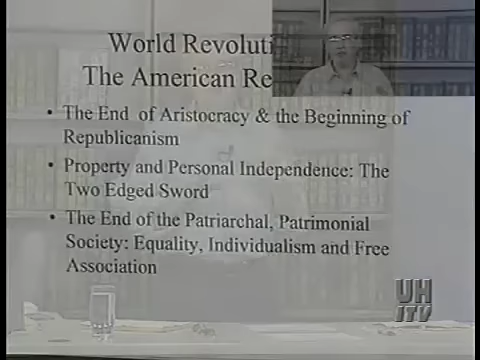 World Revoluti
The American Re
• The End of Aristocracy & the Beginning of
Republicanism
• Property and Personal Independence: The
Two Edged Sword
• The End of the Patriarchal, Patrimonial
Society: Equality, Individualism and Free
Association
UH
ITV